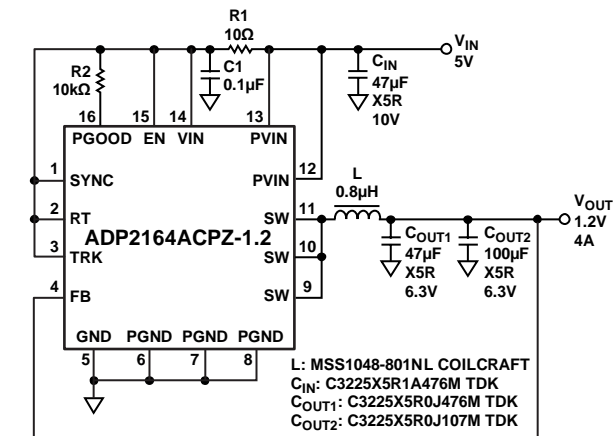 R1
10Ω
VIN
5V
R2
10kΩ
C1
0.1µF
CIN
47µF
X5R
10V
16 15 14 13
PGOOD EN VIN PVIN
1 SYNC
2 RT
3 TRK
4 FB
ADP2164ACPZ-1.2
12 PVIN
11 SW
10 SW
9 SW
L
0.8µH
VOUT
1.2V
4A
COUT1
47µF
X5R
6.3V
COUT2
100µF
X5R
6.3V
GND PGND PGND PGND
5 6 7 8
L: MSS1048-801NL COILCRAFT
CIN: C3225X5R1A476M TDK
COUT1: C3225X5R0J476M TDK
COUT2: C3225X5R0J107M TDK